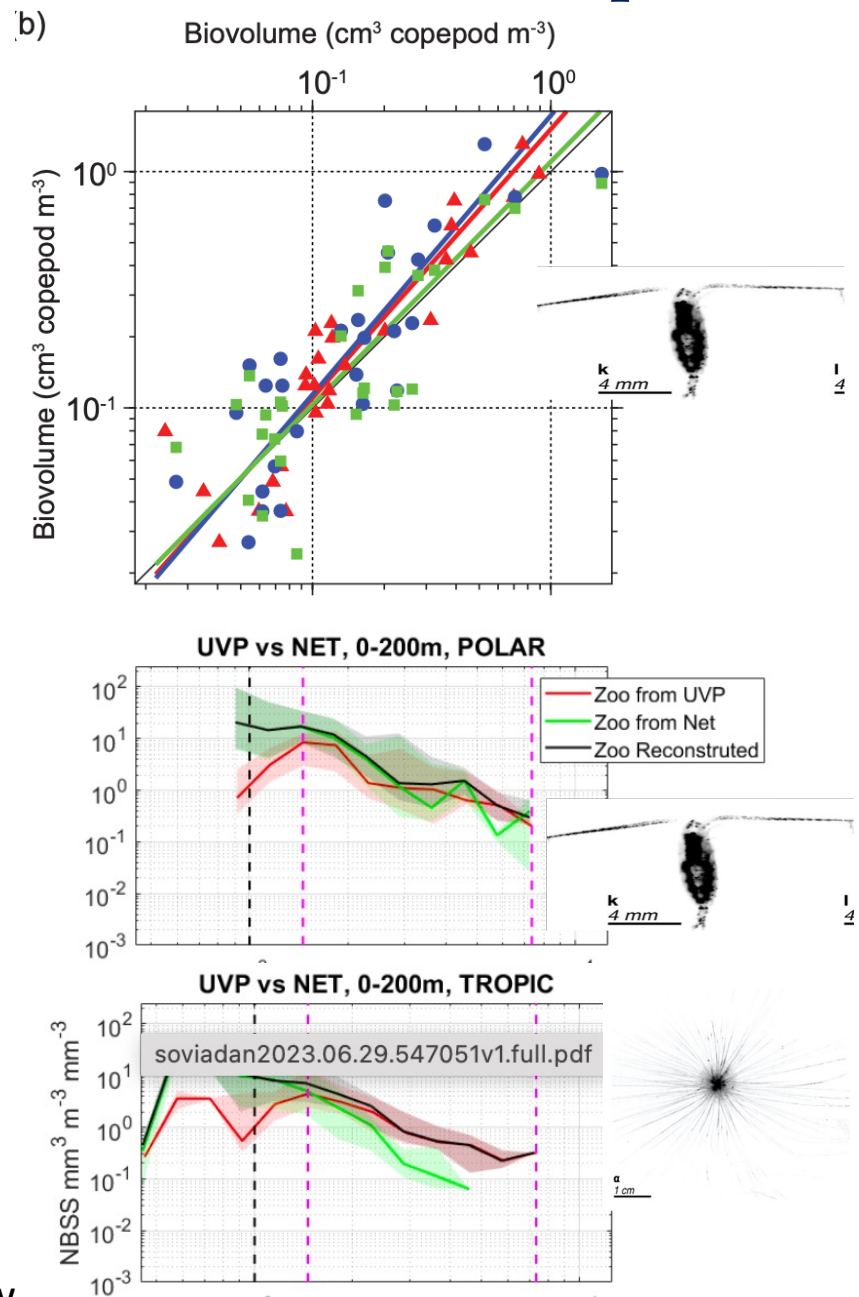 (b)
Biovolume (cm³ copepod m⁻³)
10⁻¹ 10⁰
10⁰
10⁻¹
Biovolume (cm³ copepod m⁻³)
k
4 mm
l
4
UVP vs NET, 0-200m, POLAR
10²
10¹
10⁰
10⁻¹
10⁻²
10⁻³
Zoo from UVP
Zoo from Net
Zoo Reconstruted
k
4 mm
l
4
UVP vs NET, 0-200m, TROPIC
soviadan2023.06.29.547051v1.full.pdf
10²
10¹
10⁰
10⁻¹
10⁻²
10⁻³
NBSS mm³ m⁻³ mm⁻³
α
1 cm